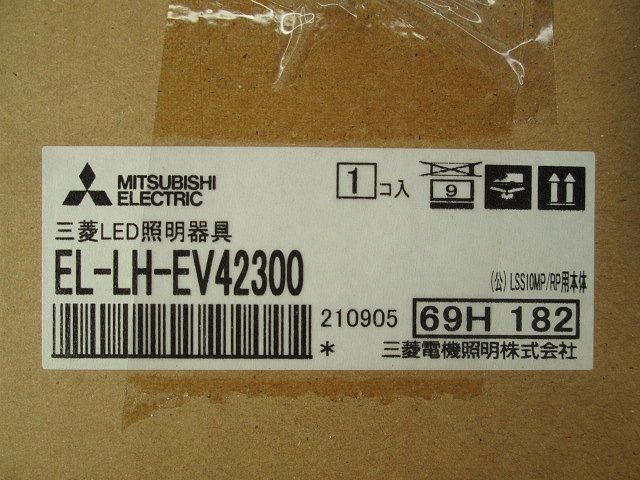 MITSUBISHI
ELECTRIC
1 コ入
9
三菱LED照明器具
EL-LH-EV42300
(公) LSS10MP/RP用本体
210905
69H 182
*
三菱電機照明株式会社